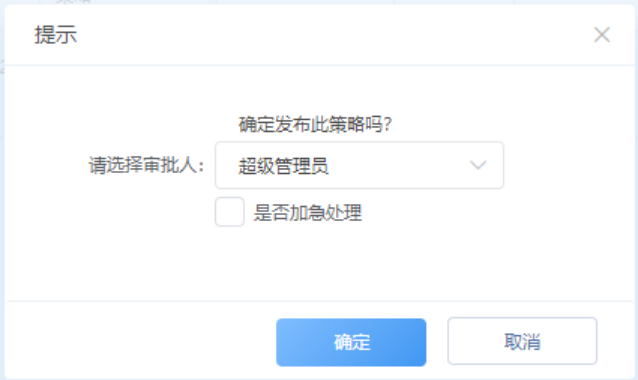 提示
确定发布此策略吗?
请选择审批人: 超级管理员
是否加急处理
确定 取消